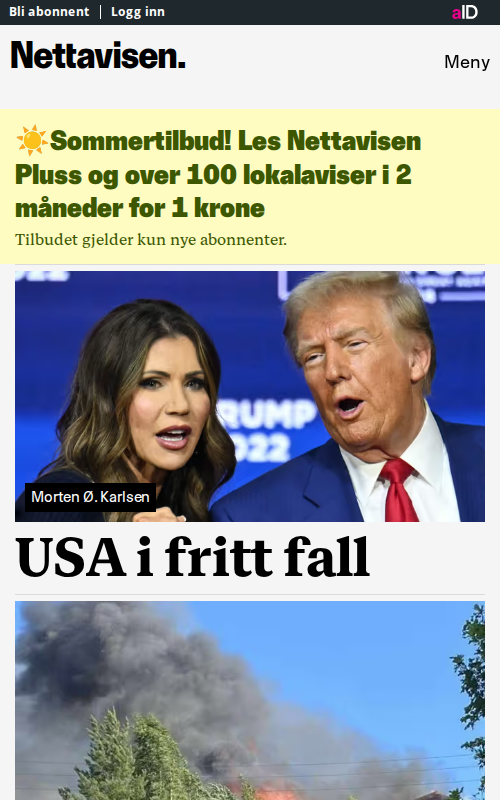 Bli abonnent
Logg inn
aID
Nettavisen.
Meny
☀️Sommertilbud! Les Nettavisen
Pluss og over 100 lokalaviser i 2
måneder for 1 krone
Tilbudet gjelder kun nye abonnenter.
RUMP
2022
Morten Ø. Karlsen
USA i fritt fall